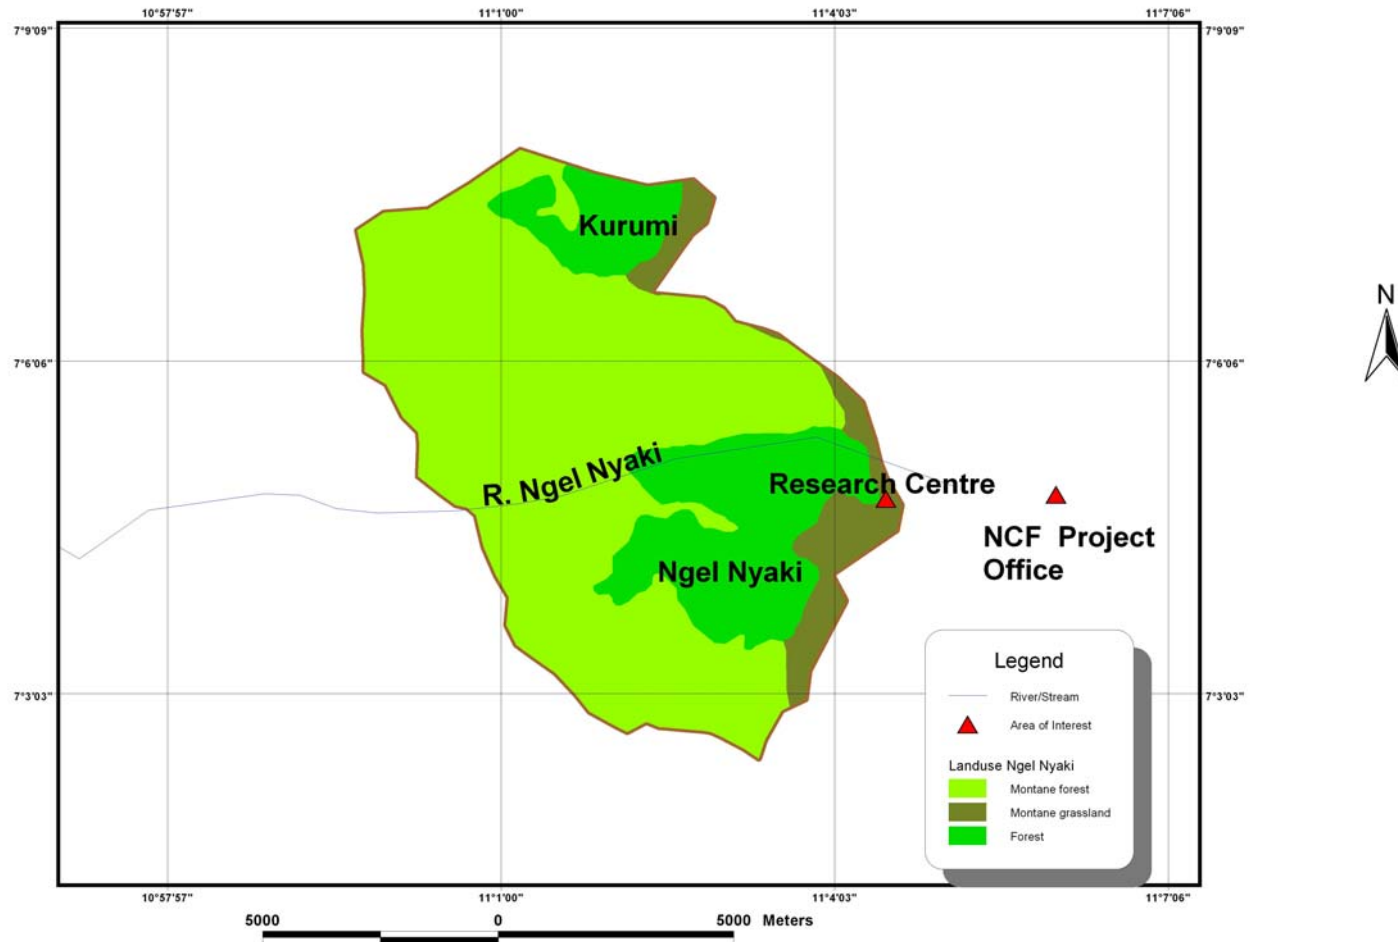 10°57'57" 11°1'00" 11°4'03" 11°7'06"
7°9'09" 7°9'09"
Kurumi
N
7°6'06" 7°6'06"
R. Ngel Nyaki
Research Centre
NCF Project
Office
Ngel Nyaki
Legend
7°3'03" 7°3'03"
River/Stream
Area of Interest
Landuse Ngel Nyaki
Montane forest
Montane grassland
Forest
10°57'57" 11°1'00" 11°4'03" 11°7'06"
5000 0 5000 Meters